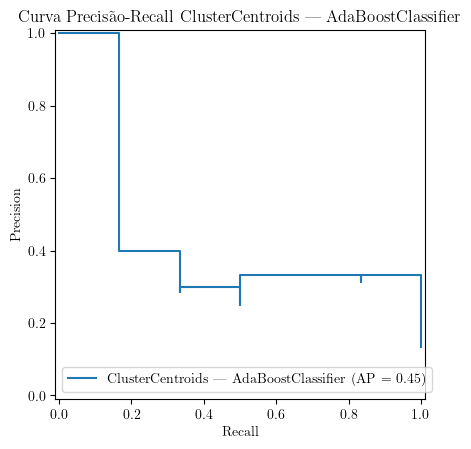 Curva Precisão-Recall ClusterCentroids — AdaBoostClassifier
1.0
0.8
0.6
0.4
0.2
0.0
Precision
ClusterCentroids — AdaBoostClassifier (AP = 0.45)
0.0 0.2 0.4 0.6 0.8 1.0
Recall